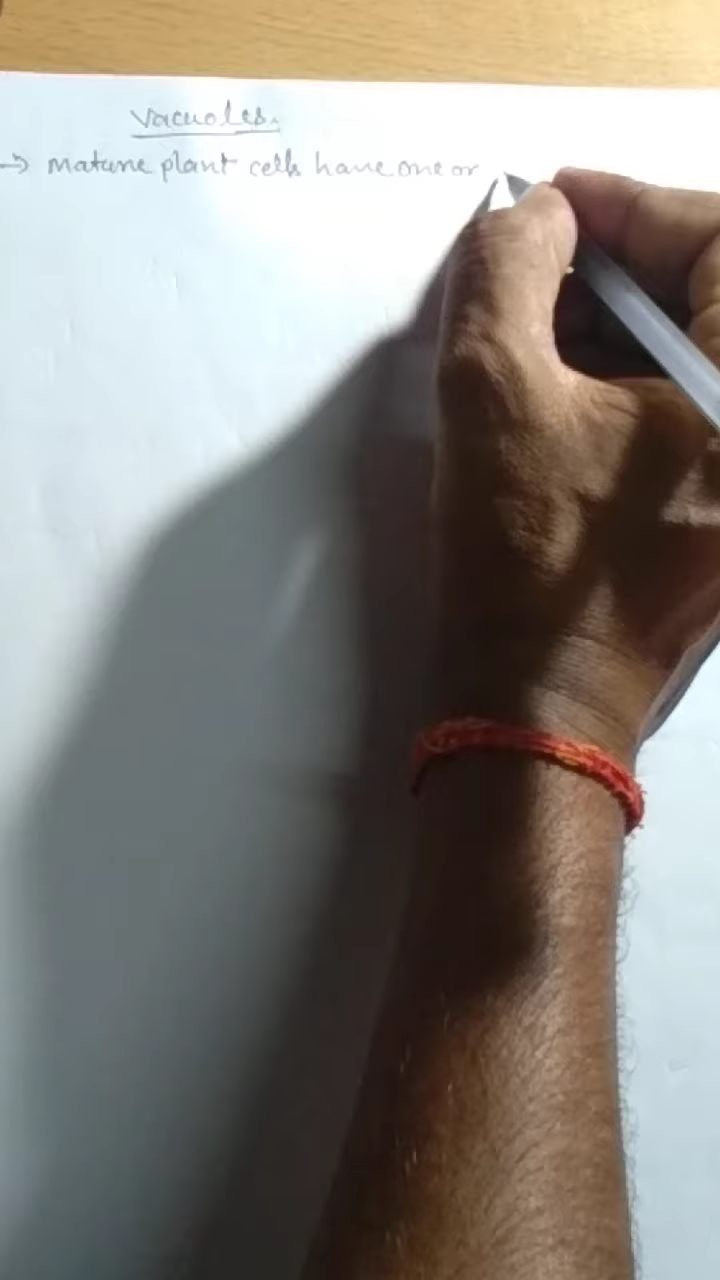 Vacuoles.
→ mature plant cells have one or